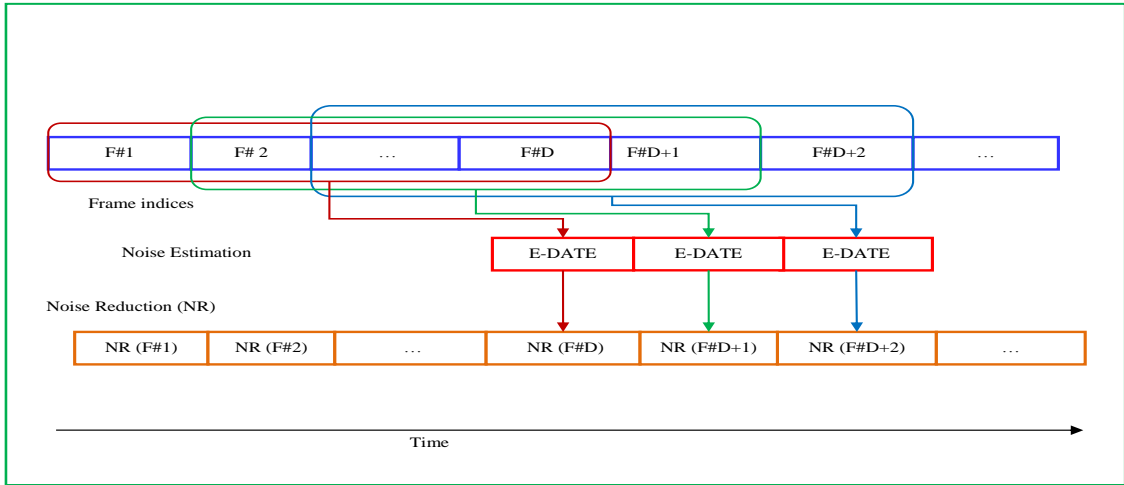 F#1 F# 2 … F#D F#D+1 F#D+2 …
Frame indices
Noise Estimation E-DATE E-DATE E-DATE
Noise Reduction (NR)
NR (F#1) NR (F#2) … NR (F#D) NR (F#D+1) NR (F#D+2) …
Time